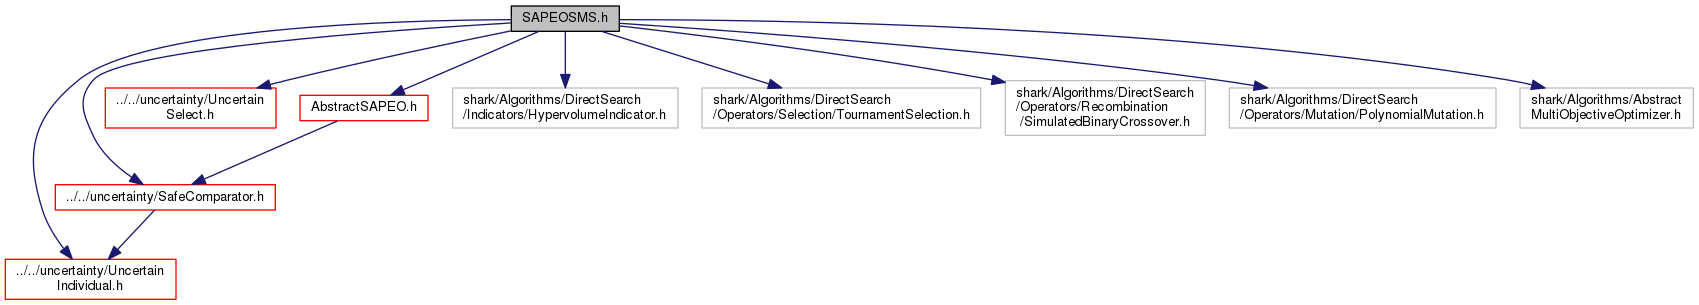 SAPEOSMS.h
../../uncertainty/Uncertain
Select.h
AbstractSAPEO.h
shark/Algorithms/DirectSearch
/Indicators/HypervolumeIndicator.h
shark/Algorithms/DirectSearch
/Operators/Selection/TournamentSelection.h
shark/Algorithms/DirectSearch
/Operators/Recombination
/SimulatedBinaryCrossover.h
shark/Algorithms/DirectSearch
/Operators/Mutation/PolynomialMutation.h
shark/Algorithms/Abstract
MultiObjectiveOptimizer.h
../../uncertainty/SafeComparator.h
../../uncertainty/Uncertain
Individual.h